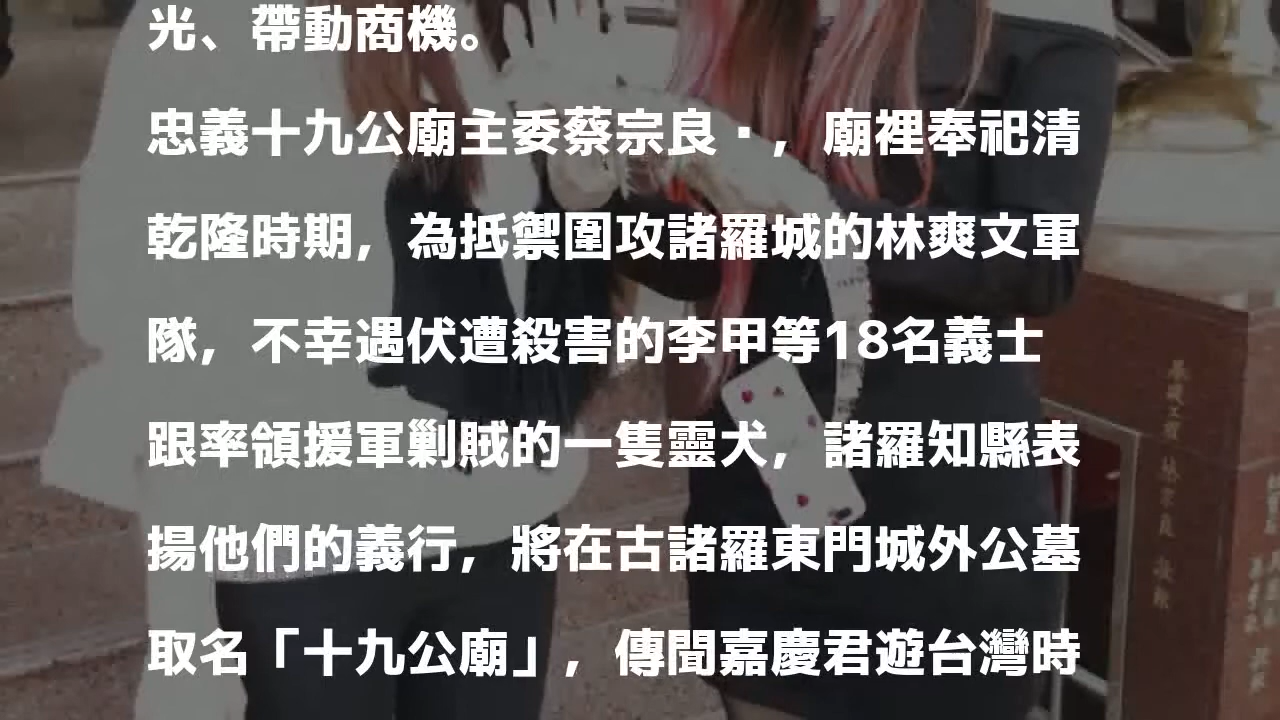 光、帶動商機。
忠義十九公廟主委蔡宗良·，廟裡奉祀清
乾隆時期，為抵禦圍攻諸羅城的林爽文軍
隊，不幸遇伏遭殺害的李甲等18名義士
跟率領援軍剿賊的一隻靈犬，諸羅知縣表
揚他們的義行，將在古諸羅東門城外公墓
取名「十九公廟」，傳聞嘉慶君遊台灣時